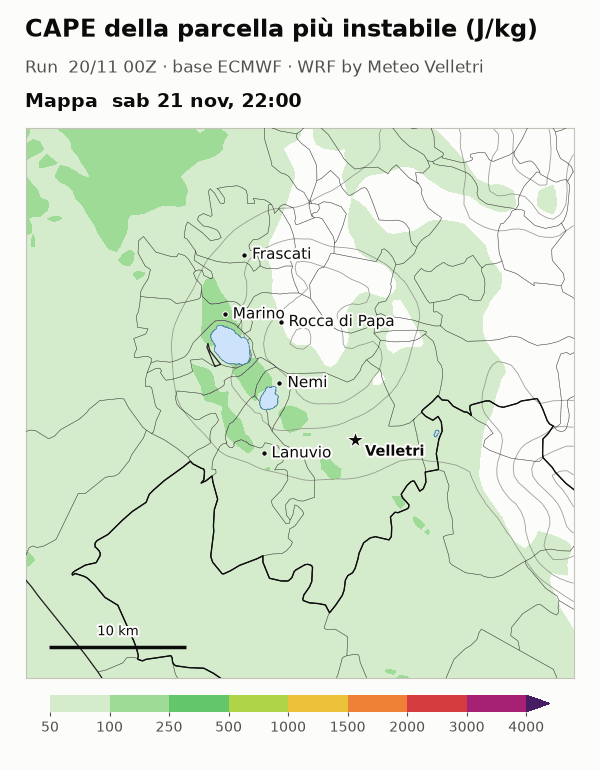 CAPE della parcella più instabile (J/kg)
Run  20/11 00Z · base ECMWF · WRF by Meteo Velletri
Mappa  sab 21 nov, 22:00
Frascati
Marino
Rocca di Papa
Nemi
Velletri
Lanuvio
10 km
50 100 250 500 1000 1500 2000 3000 4000